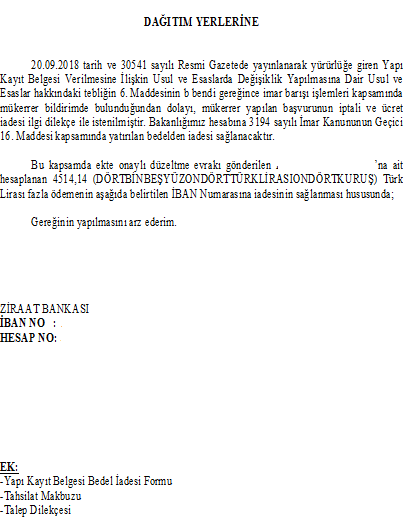 DAĞITIM YERLERİNE
20.09.2018 tarih ve 30541 sayılı Resmi Gazetede yayınlanarak yürürlüğe giren Yapı
Kayıt Belgesi Verilmesine İlişkin Usul ve Esaslarda Değişiklik Yapılmasına Dair Usul ve
Esaslar hakkındaki tebliğin 6. Maddesinin b bendi gereğince imar barışı işlemleri kapsamında
mükerrer bildirimde bulunduğundan dolayı, mükerrer yapılan başvurunun iptali ve ücret
iadesi ilgi dilekçe ile istenilmiştir. Bakanlığımız hesabına 3194 sayılı İmar Kanununun Geçici
16. Maddesi kapsamında yatırılan bedelden iadesi sağlanacaktır.
Bu kapsamda ekte onaylı düzeltme evrakı gönderilen . 'na ait
hesaplanan 4514,14 (DÖRTBİNBEŞYÜZONDÖRTTÜRKLİRASIONDÖRTKURUŞ) Türk
Lirası fazla ödemenin aşağıda belirtilen İBAN Numarasına iadesinin sağlanması hususunda;
Gereğinin yapılmasını arz ederim.
ZİRAAT BANKASI
İBAN NO :
HESAP NO:
EK:
-Yapı Kayıt Belgesi Bedel İadesi Formu
-Tahsilat Makbuzu
-Talep Dilekçesi